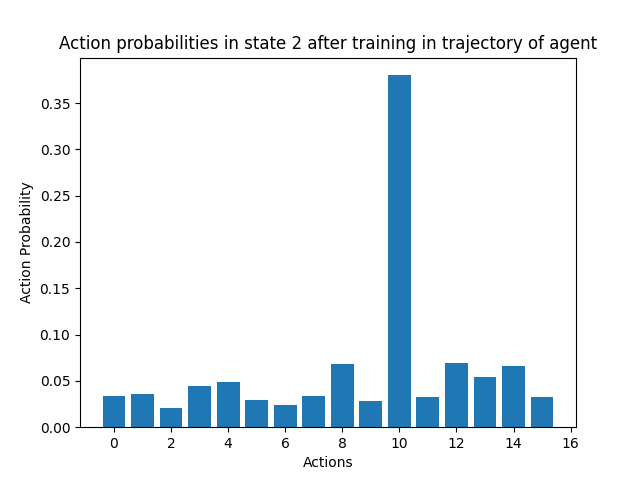 Action probabilities in state 2 after training in trajectory of agent
0.35
0.30
0.25
0.20
0.15
0.10
0.05
0.00
Action Probability
0 2 4 6 8 10 12 14 16
Actions